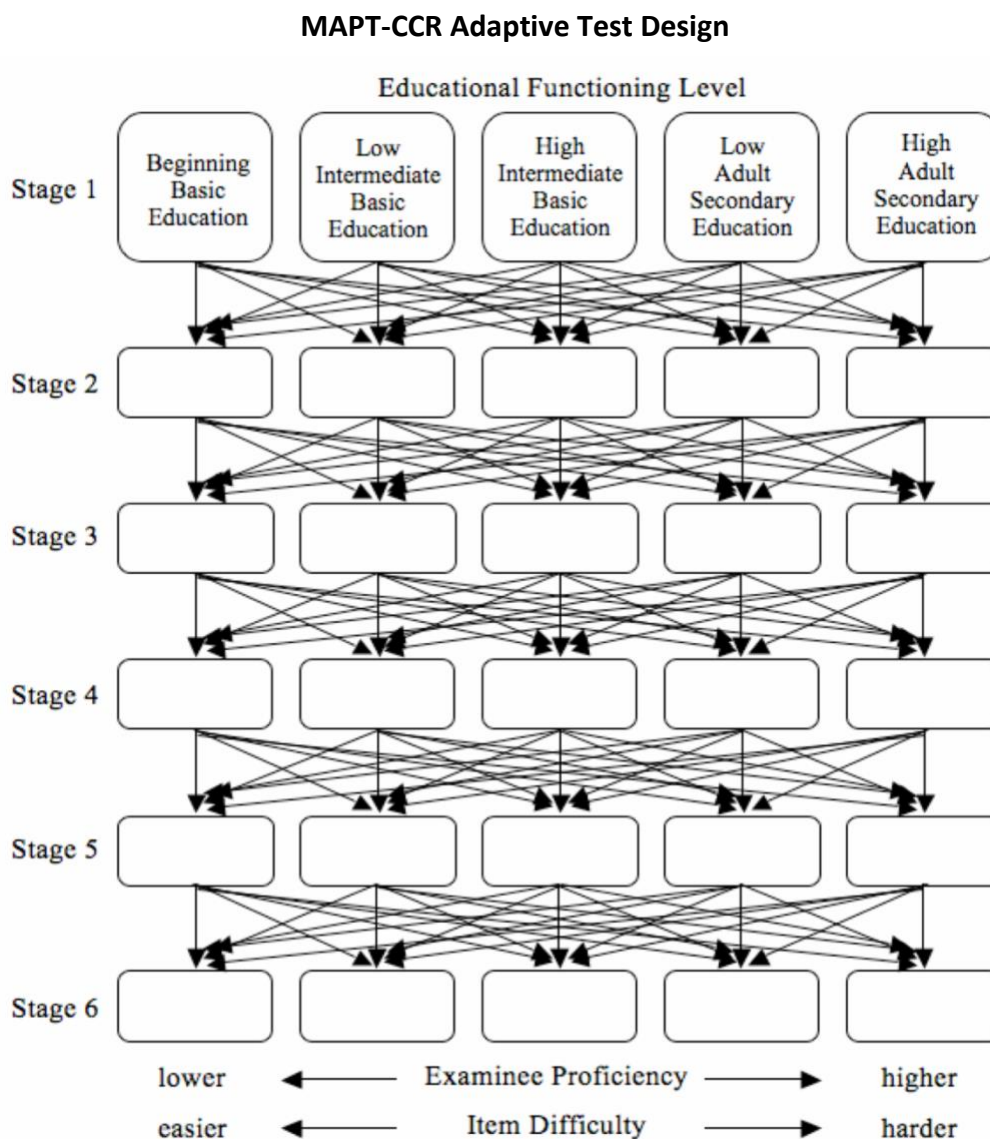 MAPT-CCR Adaptive Test Design
Educational Functioning Level
Stage 1
Beginning
Basic
Education
Low
Intermediate
Basic
Education
High
Intermediate
Basic
Education
Low
Adult
Secondary
Education
High
Adult
Secondary
Education
Stage 2
Stage 3
Stage 4
Stage 5
Stage 6
lower Examinee Proficiency higher
easier Item Difficulty harder